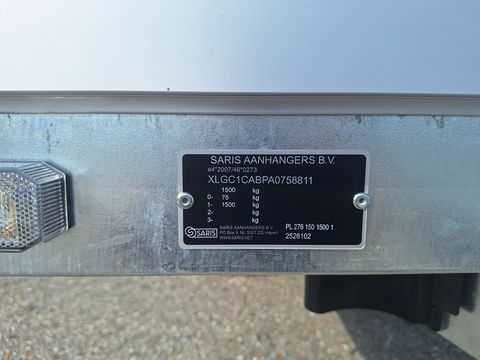 SARIS AANHANGERS B.V.
e4*2007/46*0273
XLGC1CABPA0758811
1500 kg
0- 75 kg
1- 1500 kg
2- kg
3- kg
SARIS
SARIS AANHANGERS B.V.
PO Box 9 NL 5527 ZG Hapert
WWW.SARIS.NET
PL 276 150 1500 1
2526102